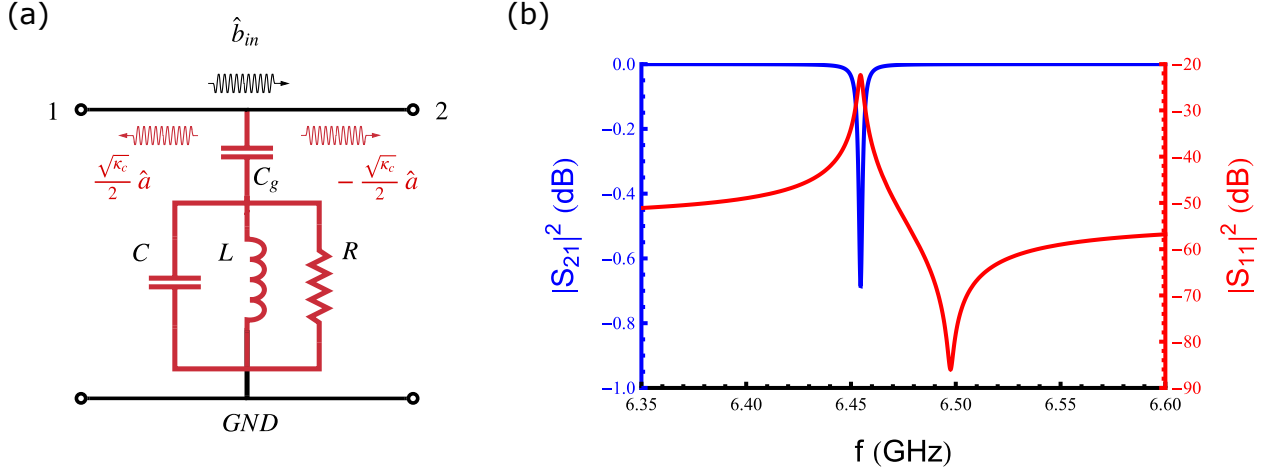 (a)
b̂_in
1
2
√κ_c/2 â
− √κ_c/2 â
C_g
C
L
R
GND
(b)
0.0
−0.2
−0.4
−0.6
−0.8
−1.0
|S_21|² (dB)
6.35
6.40
6.45
6.50
6.55
6.60
f (GHz)
−20
−30
−40
−50
−60
−70
−80
−90
|S_11|² (dB)